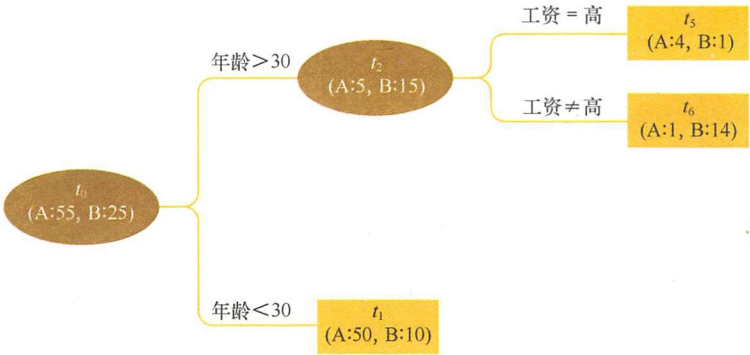 工资 = 高
t5
(A:4, B:1)
年龄>30
t2
(A:5, B:15)
工资≠高
t6
(A:1, B:14)
t0
(A:55, B:25)
年龄<30
t1
(A:50, B:10)